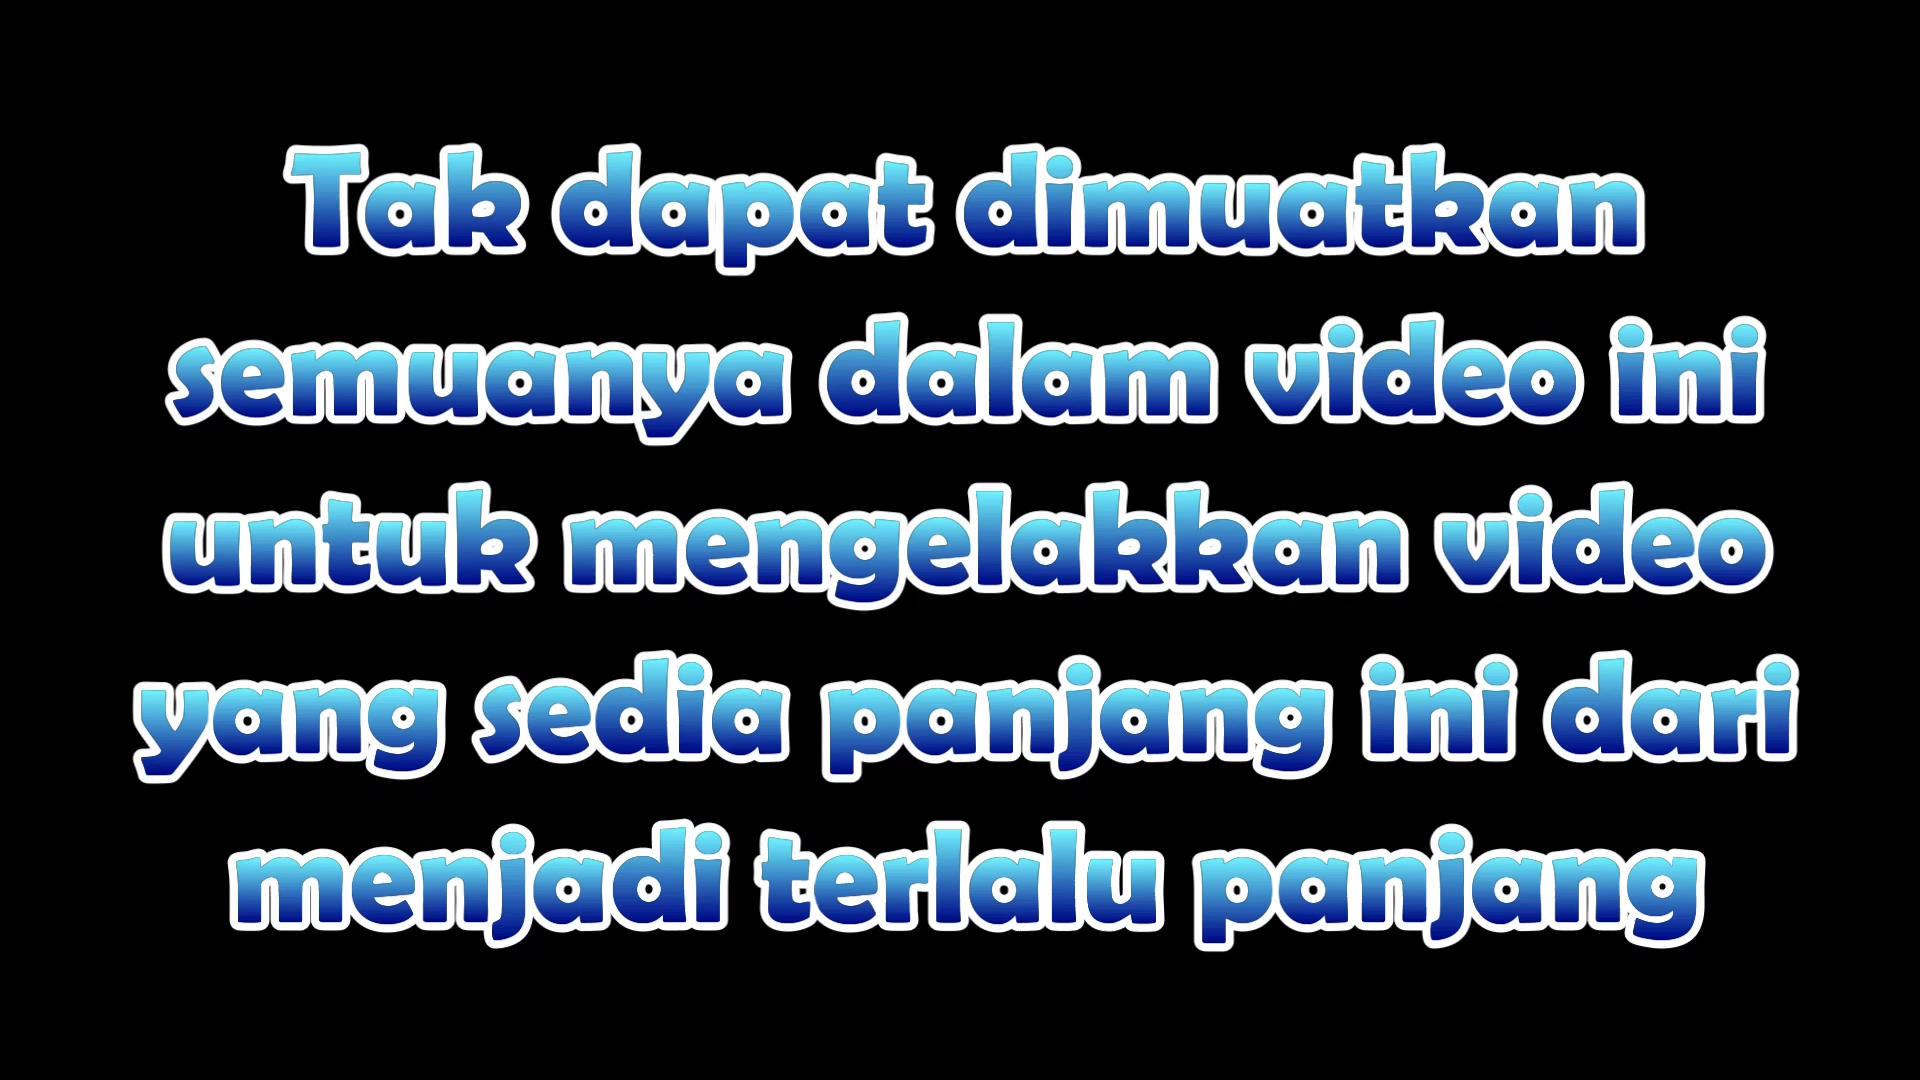 Tak dapat dimuatkan
semuanya dalam video ini
untuk mengelakkan video
yang sedia panjang ini dari
menjadi terlalu panjang